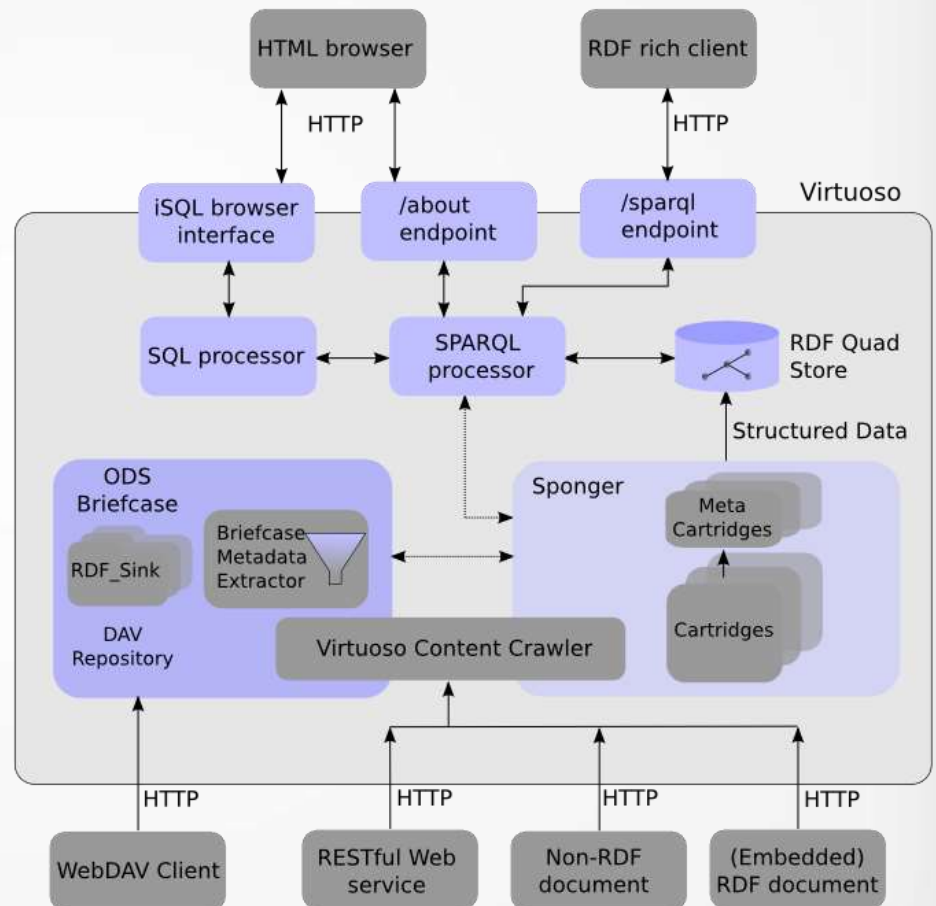 HTML browser
RDF rich client
HTTP
HTTP
Virtuoso
iSQL browser
interface
/about
endpoint
/sparql
endpoint
SQL processor
SPARQL
processor
RDF Quad
Store
Structured Data
ODS
Briefcase
RDF_Sink
Briefcase
Metadata
Extractor
DAV
Repository
Sponger
Meta
Cartridges
Cartridges
Virtuoso Content Crawler
HTTP
HTTP
HTTP
HTTP
WebDAV Client
RESTful Web
service
Non-RDF
document
(Embedded)
RDF document